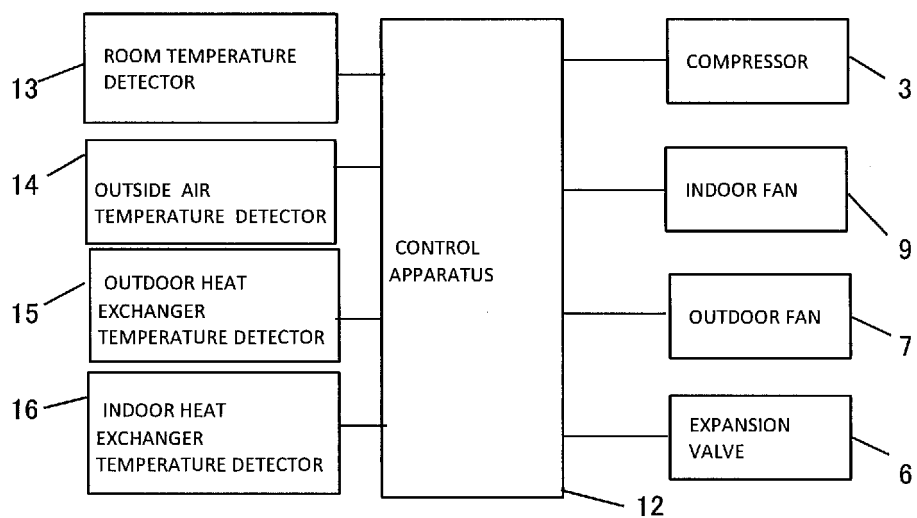 13
ROOM TEMPERATURE
DETECTOR
14
OUTSIDE AIR
TEMPERATURE DETECTOR
15
OUTDOOR HEAT
EXCHANGER
TEMPERATURE DETECTOR
16
INDOOR HEAT
EXCHANGER
TEMPERATURE DETECTOR
CONTROL
APPARATUS
12
COMPRESSOR
3
INDOOR FAN
9
OUTDOOR FAN
7
EXPANSION
VALVE
6